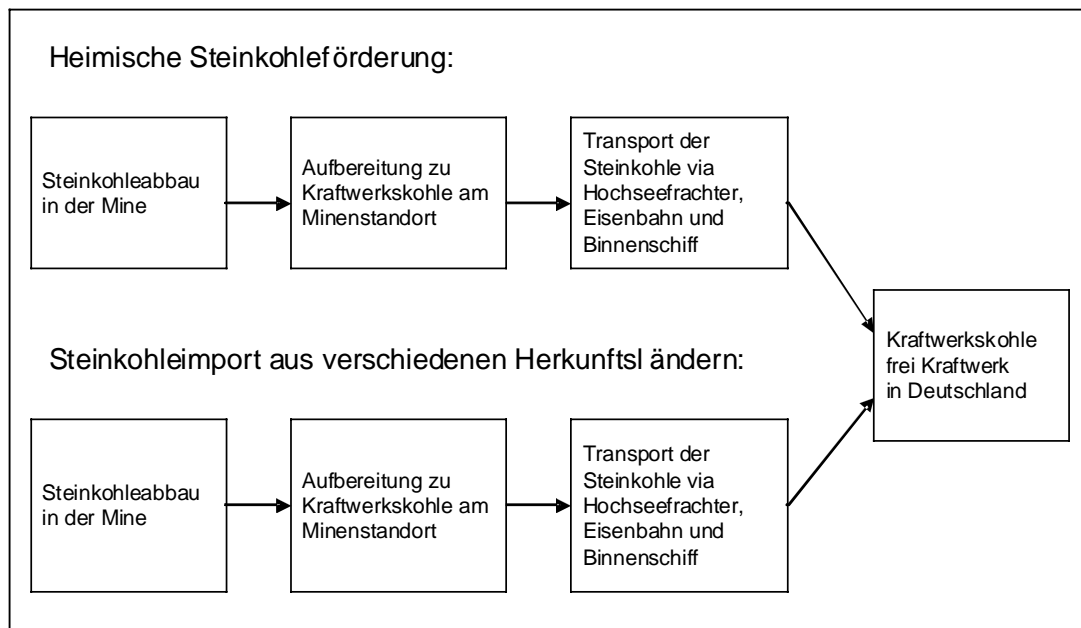 Heimische Steinkohleförderung:
Steinkohleabbau
in der Mine
Aufbereitung zu
Kraftwerkskohle am
Minenstandort
Transport der
Steinkohle via
Hochseefrachter,
Eisenbahn und
Binnenschiff
Kraftwerkskohle
frei Kraftwerk
in Deutschland
Steinkohleimport aus verschiedenen Herkunftsl ändern:
Steinkohleabbau
in der Mine
Aufbereitung zu
Kraftwerkskohle am
Minenstandort
Transport der
Steinkohle via
Hochseefrachter,
Eisenbahn und
Binnenschiff